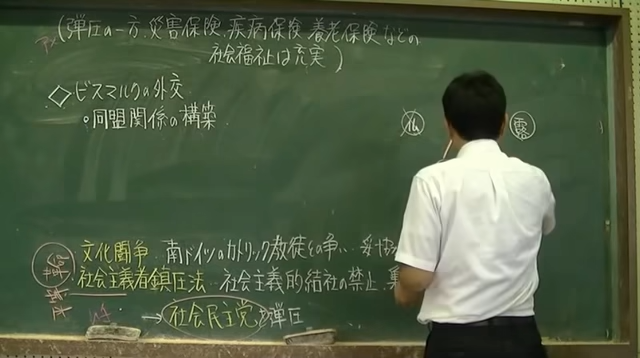 (弾圧の一方、災害保険、疾病保険、養老保険などの
社会福祉は充実)
◇ビスマルクの外交
○同盟関係の構築
仏
露
文化闘争 南ドイツのカトリック教徒との争い‥妥協
社会主義者鎮圧法 社会主義的結社の禁止、集
→社会民主党を弾圧